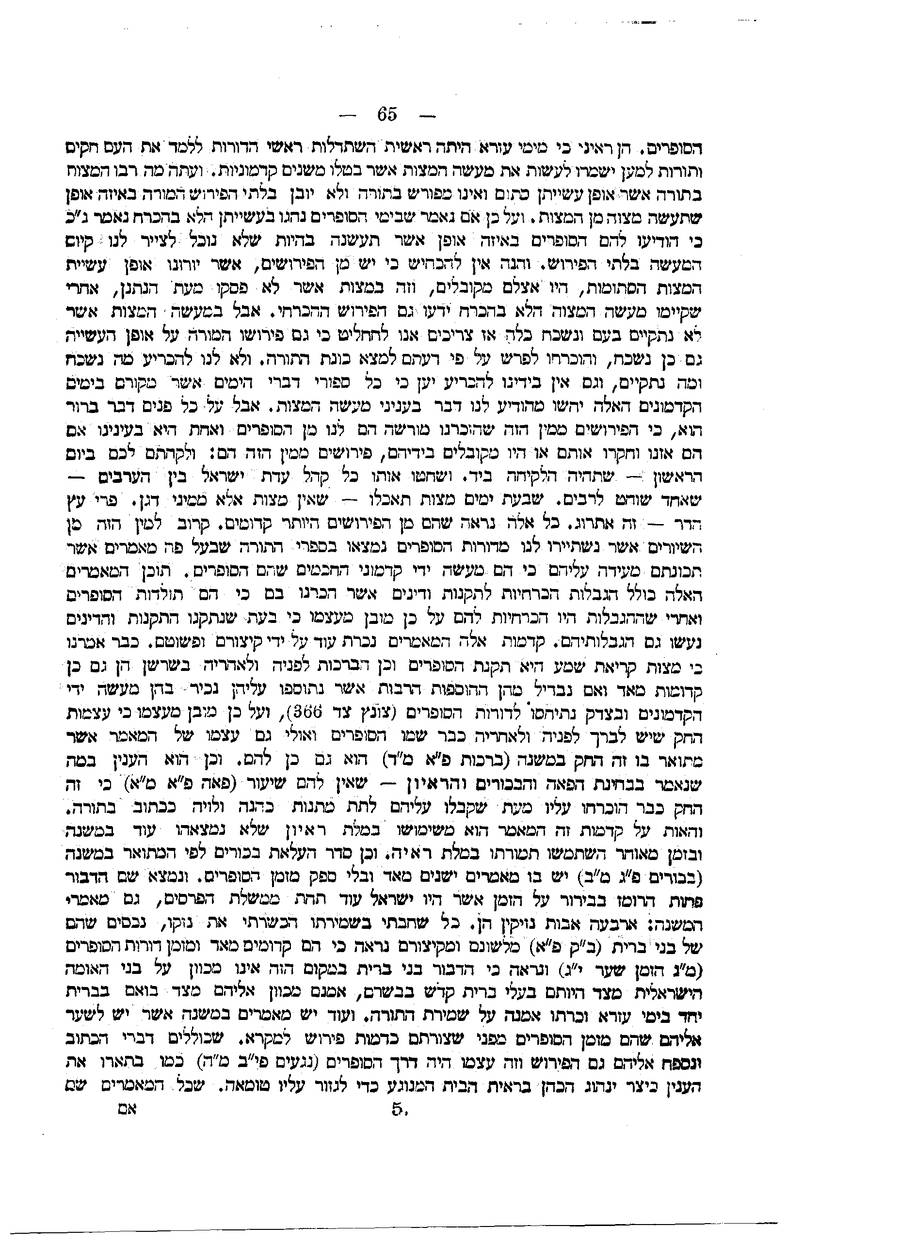 — 65 —
הסופרים. הן ראיני כי מימי עזרא היתה ראשית השתדלות ראשי הדורות ללמד את העם חקים
ותורות למען ישמרו לעשות את מעשה המצות אשר בטלו משנים קדמוניות. ועתה מה רבו המצוח
בתורה אשר אופן עשייתן כתום ואינו מפורש בתורה ולא יובן בלתי הפירוש המורה באיזה אופן
שתעשה מצוה מן המצות. ועל כן אם נאמר שבימי הסופרים נהגו בעשייתן הלא בהכרח נאמר ג"כ
כי הודיעו להם הסופרים באיזה אופן אשר תעשנה בהיות שלא נוכל לצייר לנו קיום
המעשה בלתי הפירוש. והנה אין להכחיש כי יש מן הפירושים, אשר יורונו אופן עשיית
המצות הסתומות, היו אצלם מקובלים, וזה במצות אשר לא פסקו מעת הנתנן, אחרי
שקיימו מעשה המצוה הלא בהכרח ידעו גם הפירוש ההכרחי. אבל במעשה המצות אשר
לא נתקיים בעם ונשכח כלה אז צריכים אנו לחחליט כי גם פירושו המורה על אופן העשייה
גם כן נשכח, והוכרחו לפרש על פי דעתם למצא כונת התורה. ולא לנו להכריע מה נשכח
ומה נתקיים, וגם אין בידינו להכריע יען כי כל ספורי דברי הימים אשר מקורם בימים
הקדמונים האלה יחשו מהודיע לנו דבר בעניני מעשה המצות. אבל על כל פנים דבר ברור
הוא, כי הפירושים ממין הזה שהוכרנו מורשה הם לנו מן הסופרים ואחת היא בעינינו אם
הם אזנו וחקרו אותם או היו מקובלים בידיהם, פירושים ממין הזה הם: ולקחתם לכם ביום
הראשון — שתהיה הלקיחה ביד. ושחטו אותו כל קהל עדת ישראל בין הערבים —
שאחד שוחט לרבים. שבעת ימים מצות תאכלו — שאין מצות אלא ממיני דגן. פרי עץ
הדר — זה אתרוג. כל אלה נראה שהם מן הפירושים היותר קדומים. קרוב למין הזה מן
השיורים אשר נשתיירו לנו מדורות הסופרים נמצאו בספרי התורה שבעל פה מאמרים אשר
תכונתם מעידה עליהם כי הם מעשה ידי קדמוני החכמים שהם הסופרים. תוכן המאמרים
האלה כולל הגבלות הכרחיות לתקנות ודינים אשר הכרנו בם כי הם תולדות הסופרים
ואחרי שההגבלות היו הכרחיות להם על כן מובן מעצמו כי בעת שנתקנו התקנות והדינים
נעשו גם הגבלותיהם. קדמות אלה המאמרים נכרת עוד על ידי קיצורם ופשוטם. כבר אמרנו
כי מצות קריאת שמע היא תקנת הסופרים וכן הברכות לפניה ולאחריה בשרשן הן גם כן
קדומות מאד ואם נבדיל מהן ההוספות הרבות אשר נתוספו עליהן נכיר בהן מעשה ידי
הקדמונים ובצדק נתיחסו לדורות הסופרים (צונץ צד 366), ועל כן מובן מעצמו כי עצמות
החק שיש לברך לפניה ולאחריה כבר שמו הסופרים ואולי גם עצמו של המאמר אשר
מתואר בו זה החק במשנה (ברכות פ"א מ"ד) הוא גם כן להם. וכן הוא הענין במה
שנאמר בבחינת הפאה והבכורים והראיון — שאין להם שיעור (פאה פ"א מ"א) כי זה
החק כבר הוכרחו עליו מעת שקבלו עליהם לתת מתנות כהנה ולויה ככתוב בתורה.
והאות על קדמות זה המאמר הוא משימושו במלת ראיון שלא נמצאהו עוד במשנה
ובזמן מאוחר השתמשו תמורתו במלת ראיה. וכן סדר העלאת בכורים לפי המתואר במשנה
(בכורים פ"ג מ"ב) יש בו מאמרים ישנים מאד ובלי ספק מזמן הסופרים. ונמצא שם הדבור
פחות הרומז בבירור על הזמן אשר היו ישראל עוד תחת ממשלת הפרסים, גם מאמרי
המשנה: ארבעה אבות נזיקין הן. כל שחבתי בשמירתו הכשרתי את נזקו, נכסים שהם
של בני ברית (ב"ק פ"א) מלשונם ומקיצורם נראה כי הם קדומים מאד ומזמן דורות הסופרים
(מ"נ הזמן שער י"ג) ונראה כי הדבור בני ברית במקום הזה אינו מכוון על בני האומה
הישראלית מצד היותם בעלי ברית קדש בבשרם, אמנם מכוון אליהם מצד בואם בברית
יחד בימי עזרא וכרתו אמנה על שמירת התורה. ועוד יש מאמרים במשנה אשר יש לשער
אליהם שהם מזמן הסופרים מפני שצורתם כדמות פירוש למקרא. שכוללים דברי הכתוב
ונספח אליהם גם הפירוש וזה עצמו היה דרך הסופרים (נגעים פי"ב מ"ה) כמו בתארו את
הענין כיצר ינהוג הכהן בראית הבית המנוגע כדי לגזור עליו טומאה. שכל המאמרים שם
5. אם